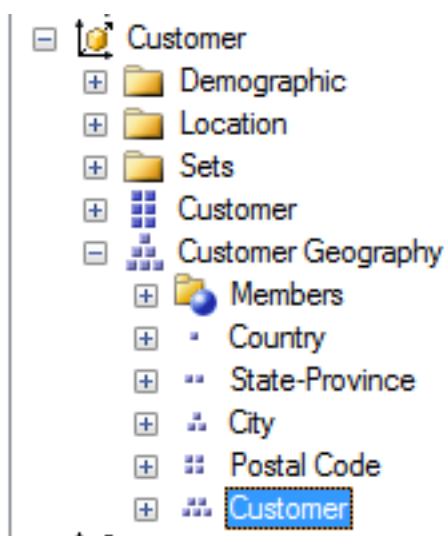 Customer
Demographic
Location
Sets
Customer
Customer Geography
Members
Country
State-Province
City
Postal Code
Customer